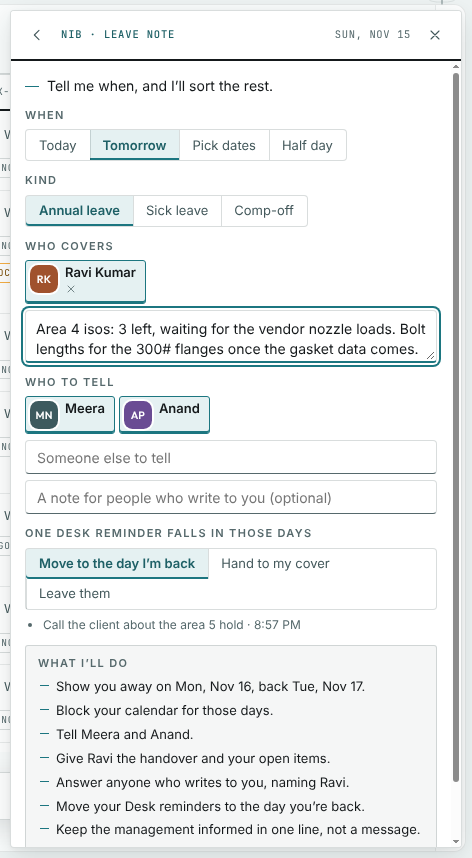 NIB · LEAVE NOTE
SUN, NOV 15
— Tell me when, and I’ll sort the rest.
WHEN
Today
Tomorrow
Pick dates
Half day
KIND
Annual leave
Sick leave
Comp-off
WHO COVERS
RK
Ravi Kumar
×
Area 4 isos: 3 left, waiting for the vendor nozzle loads. Bolt
lengths for the 300# flanges once the gasket data comes.
WHO TO TELL
MN
Meera
AP
Anand
Someone else to tell
A note for people who write to you (optional)
ONE DESK REMINDER FALLS IN THOSE DAYS
Move to the day I’m back
Hand to my cover
Leave them
• Call the client about the area 5 hold · 8:57 PM
WHAT I’LL DO
— Show you away on Mon, Nov 16, back Tue, Nov 17.
— Block your calendar for those days.
— Tell Meera and Anand.
— Give Ravi the handover and your open items.
— Answer anyone who writes to you, naming Ravi.
— Move your Desk reminders to the day you’re back.
— Keep the management informed in one line, not a message.